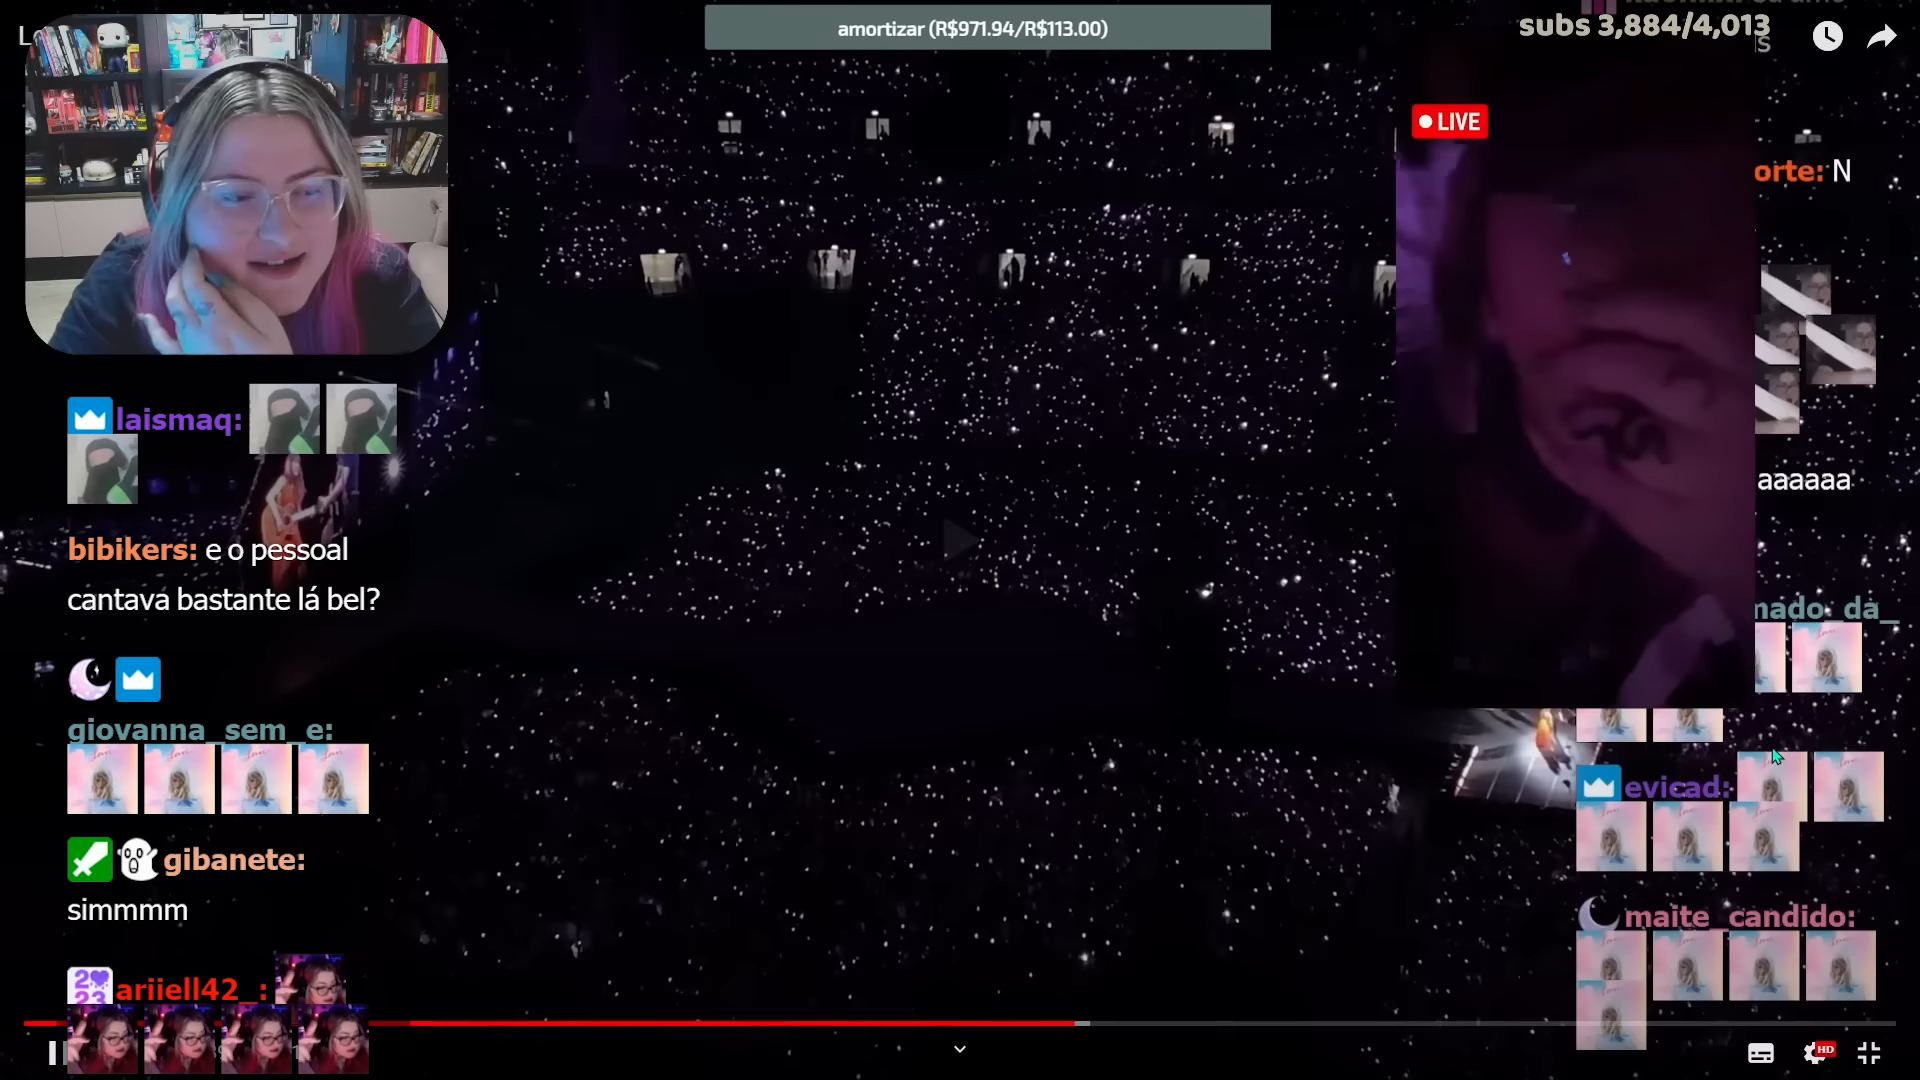 amortizar (R$971.94/R$113.00)
subs 3,884/4,013
LIVE
orte: N
laismaq:
aaaaaa
bibikers: e o pessoal
cantava bastante lá bel?
nado_da_
giovanna_sem_e:
evicad:
gibanete:
simmmm
maite_candido:
ariiell42_:
HD